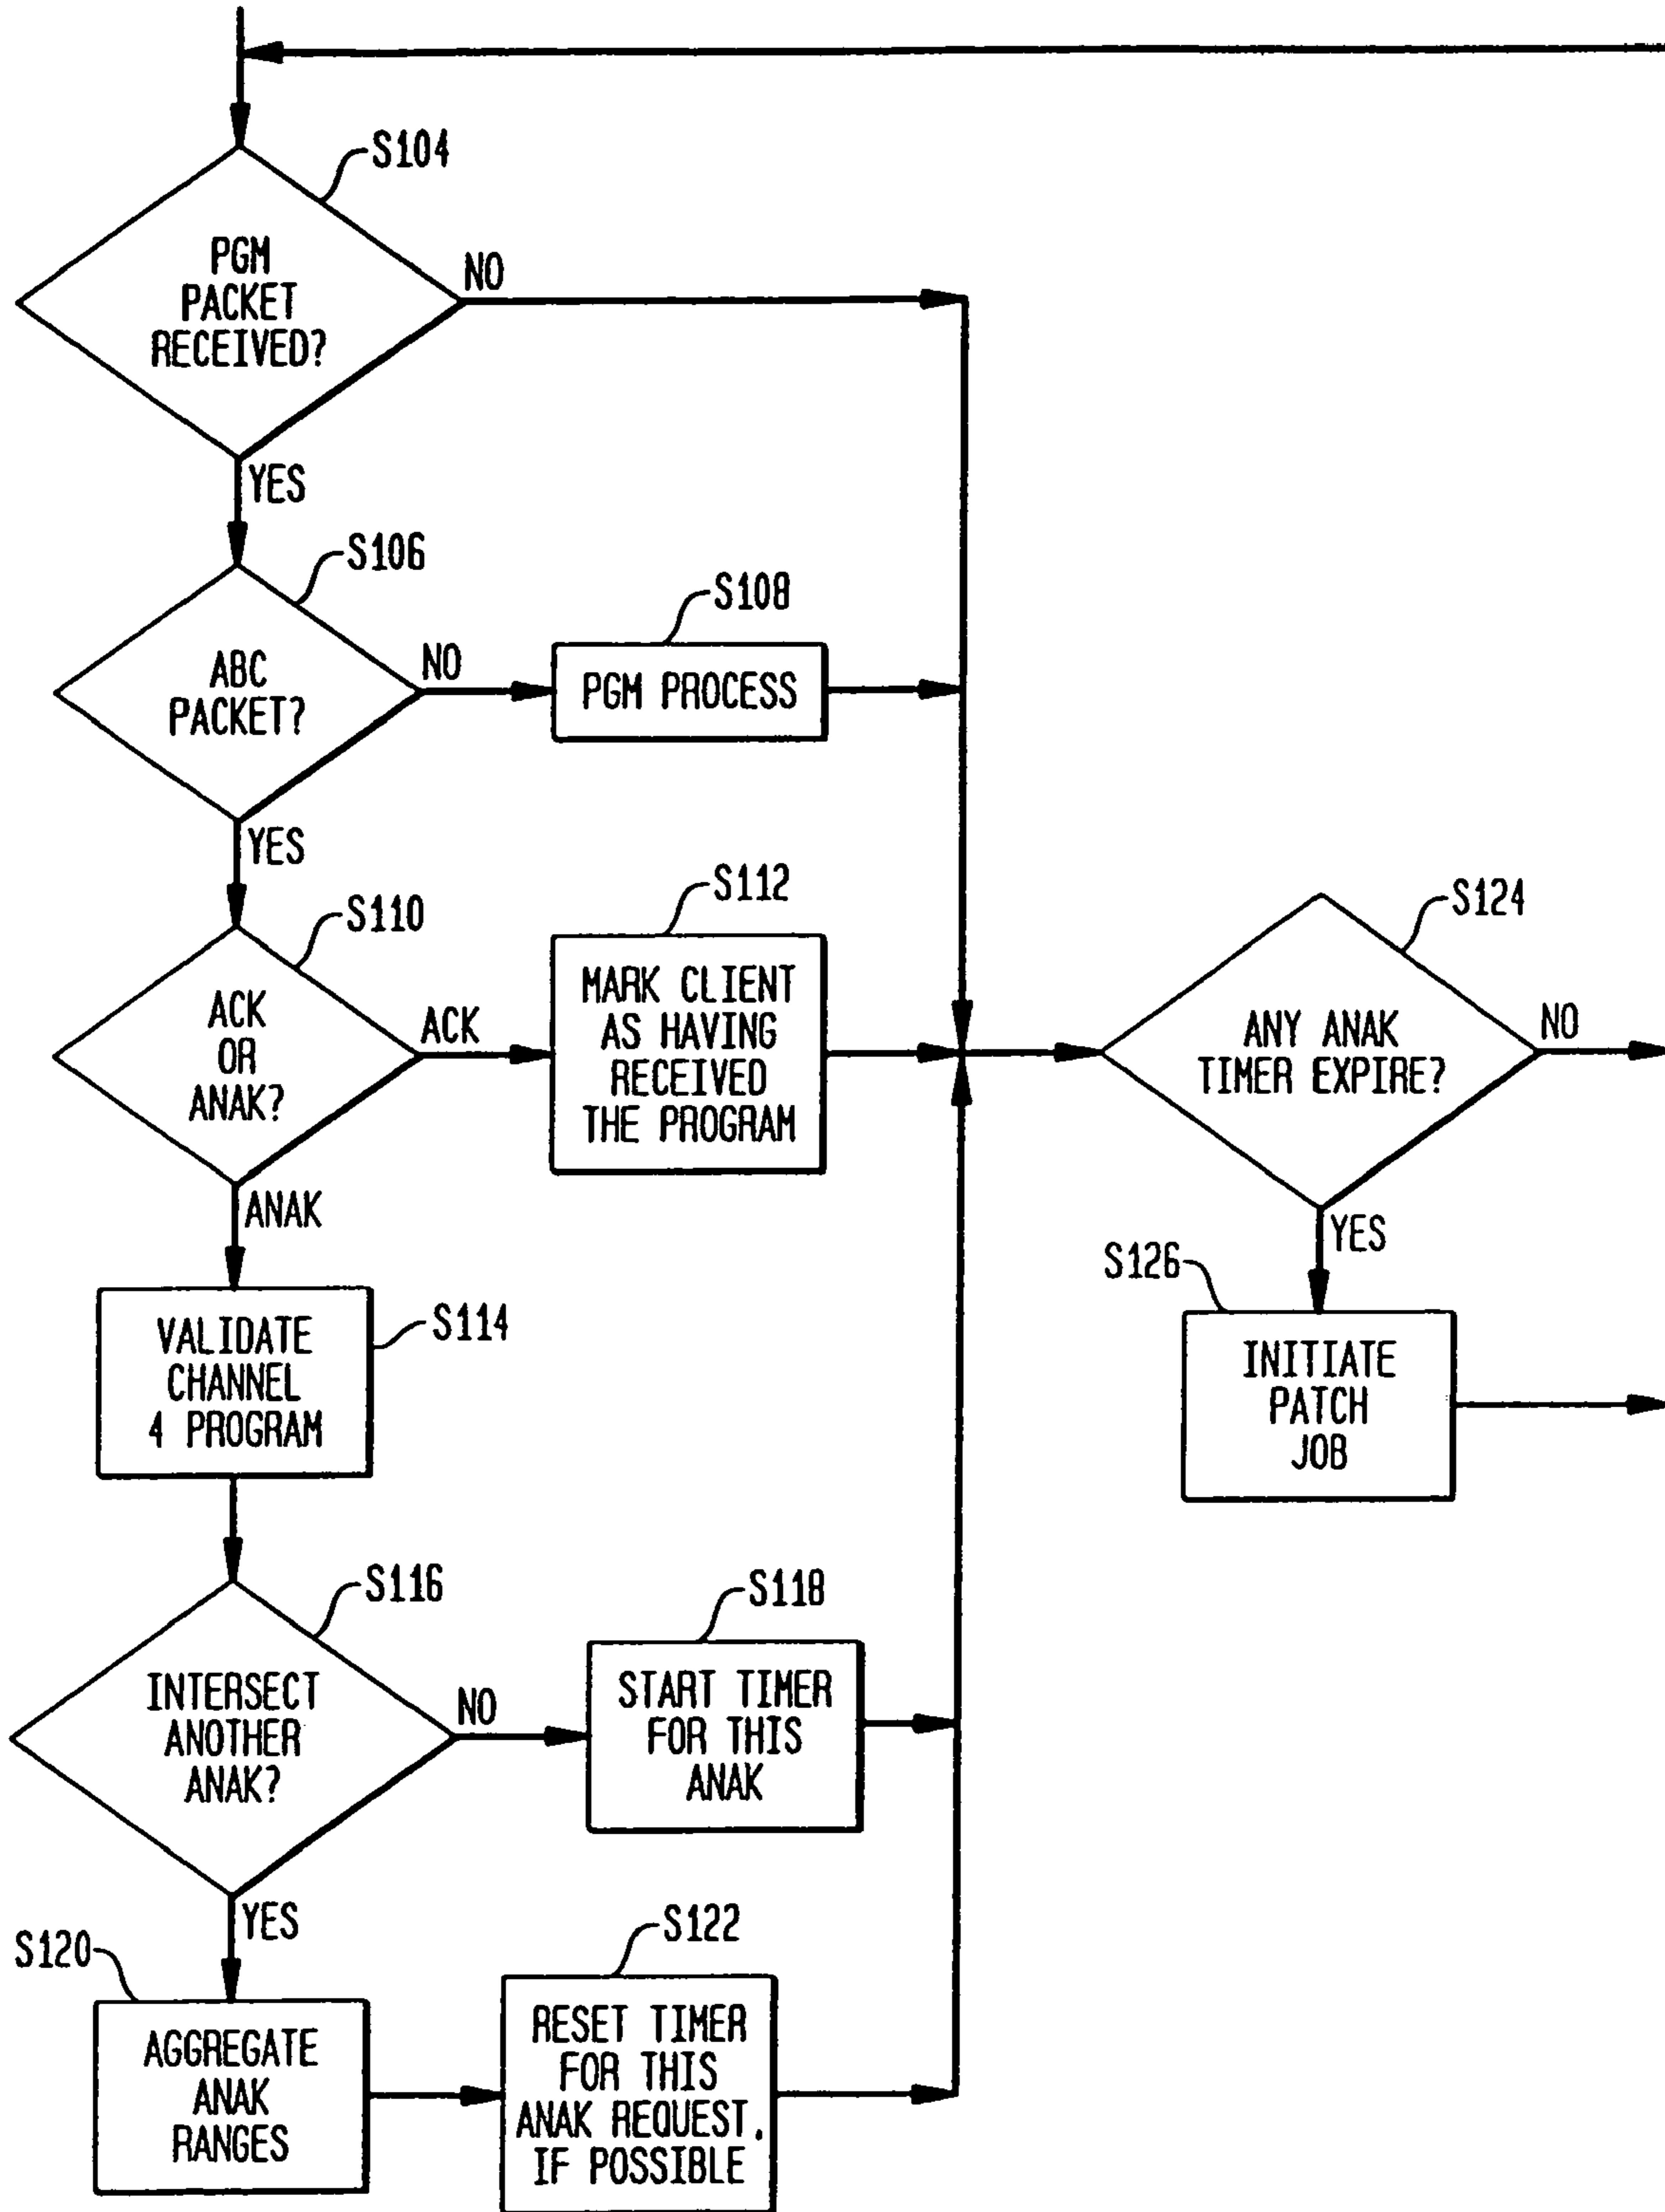 S104
PGM
PACKET
RECEIVED?
NO
YES
S106
ABC
PACKET?
NO
S108
PGM PROCESS
YES
S110
ACK
OR
ANAK?
ACK
S112
MARK CLIENT
AS HAVING
RECEIVED
THE PROGRAM
S124
ANY ANAK
TIMER EXPIRE?
NO
YES
S126
INITIATE
PATCH
JOB
ANAK
VALIDATE
CHANNEL
4 PROGRAM
S114
S116
INTERSECT
ANOTHER
ANAK?
NO
S118
START TIMER
FOR THIS
ANAK
YES
S120
AGGREGATE
ANAK
RANGES
S122
RESET TIMER
FOR THIS
ANAK REQUEST.
IF POSSIBLE